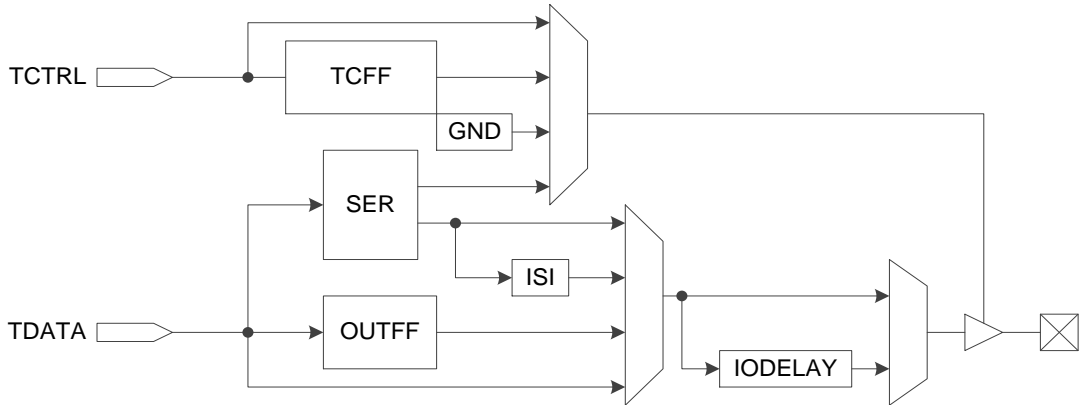 TCTRL
TCFF
GND
SER
ISI
TDATA
OUTFF
IODELAY